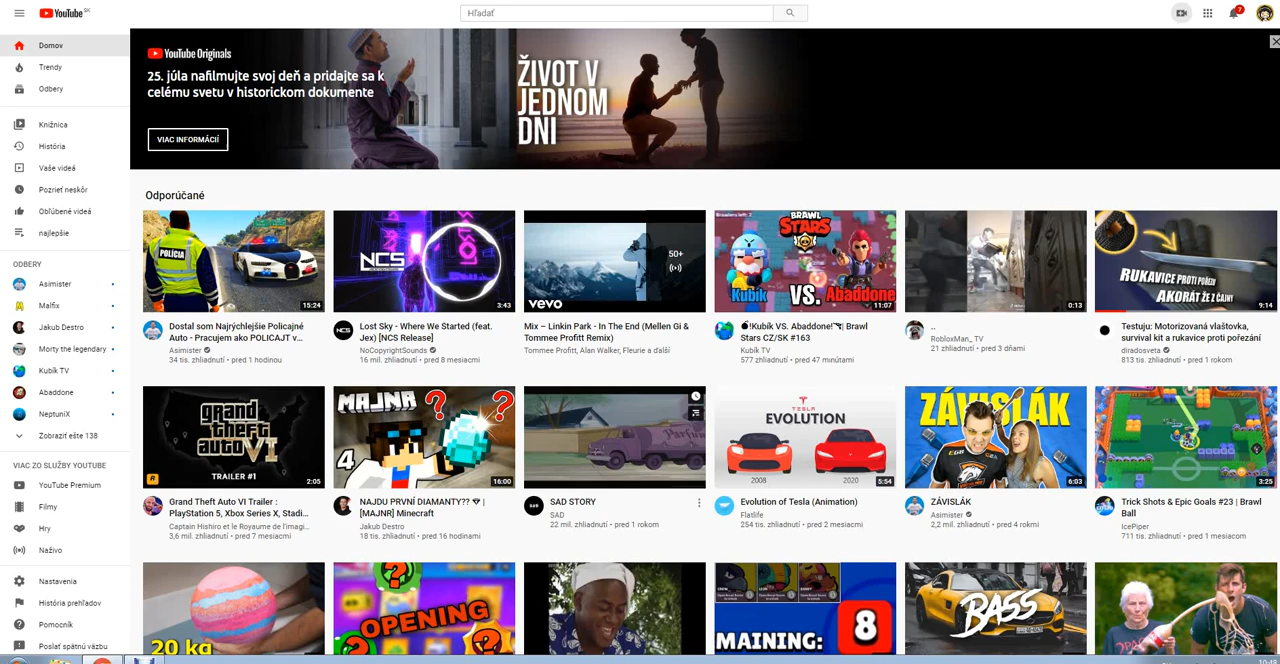 YouTube SK
Hľadať
7
Domov
Trendy
Odbery
Knižnica
História
Vaše videá
Pozrieť neskôr
Obľúbené videá
najlepšie
ODBERY
Asimister
Malfix
Jakub Destro
Morty the legendary
Kubík TV
Abaddone
NeptuniX
Zobraziť ešte 138
VIAC ZO SLUŽBY YOUTUBE
YouTube Premium
Filmy
Hry
Naživo
Nastavenia
História prehľadov
Pomocník
Poslať spätnú väzbu
YouTube Originals
25. júla nafilmujte svoj deň a pridajte sa k
celému svetu v historickom dokumente
VIAC INFORMÁCIÍ
ŽIVOT V
JEDNOM
DNI
Odporúčané
POLÍCIA
15:24
Dostal som Najrýchlejšie Policajné
Auto - Pracujem ako POLICAJT v...
Asimister
34 tis. zhliadnutí • pred 1 hodinou
NCS
3:43
NCS
Lost Sky - Where We Started (feat.
Jex) [NCS Release]
NoCopyrightSounds
16 mil. zhliadnutí • pred 8 mesiacmi
vevo
50+
Mix – Linkin Park - In The End (Mellen Gi &
Tommee Profitt Remix)
Tommee Profitt, Alan Walker, Fleurie a ďalší
BRAWL
STARS
Kubík VS. Abaddone
11:07
!Kubík VS. Abaddone! | Brawl
Stars CZ/SK #163
Kubík TV
577 zhliadnutí • pred 47 minútami
0:13
..
RobloxMan_ TV
21 zhliadnutí • pred 3 dňami
RUKAVICE PROTI POŘEZU
AKORÁT ŽE Z ČAJNY
9:14
Testuju: Motorizovaná vlaštovka,
survival kit a rukavice proti pořezání
diradosveta
813 tis. zhliadnutí • pred 1 rokom
grand
theft
auto VI
TRAILER #1
2:05
Grand Theft Auto VI Trailer :
PlayStation 5, Xbox Series X, Stadi...
Captain Hishiro et le Royaume de l'imagi...
3,6 mil. zhliadnutí • pred 7 mesiacmi
MAJNR ? ?
4
16:00
NAJDU PRVNÍ DIAMANTY?? |
[MAJNR] Minecraft
Jakub Destro
18 tis. zhliadnutí • pred 16 hodinami
SAD STORY
SAD
22 mil. zhliadnutí • pred 1 rokom
TESLA
EVOLUTION
2008
2020
5:54
Evolution of Tesla (Animation)
Flatlife
254 tis. zhliadnutí • pred 2 mesiacmi
ZÁVISLÁK
6:03
ZÁVISLÁK
Asimister
2,2 mil. zhliadnutí • pred 4 rokmi
3:25
Trick Shots & Epic Goals #23 | Brawl
Ball
IcePiper
711 tis. zhliadnutí • pred 1 mesiacom
20 kg
?
OPENING
? ?
MAINING:
8
BASS
10:48